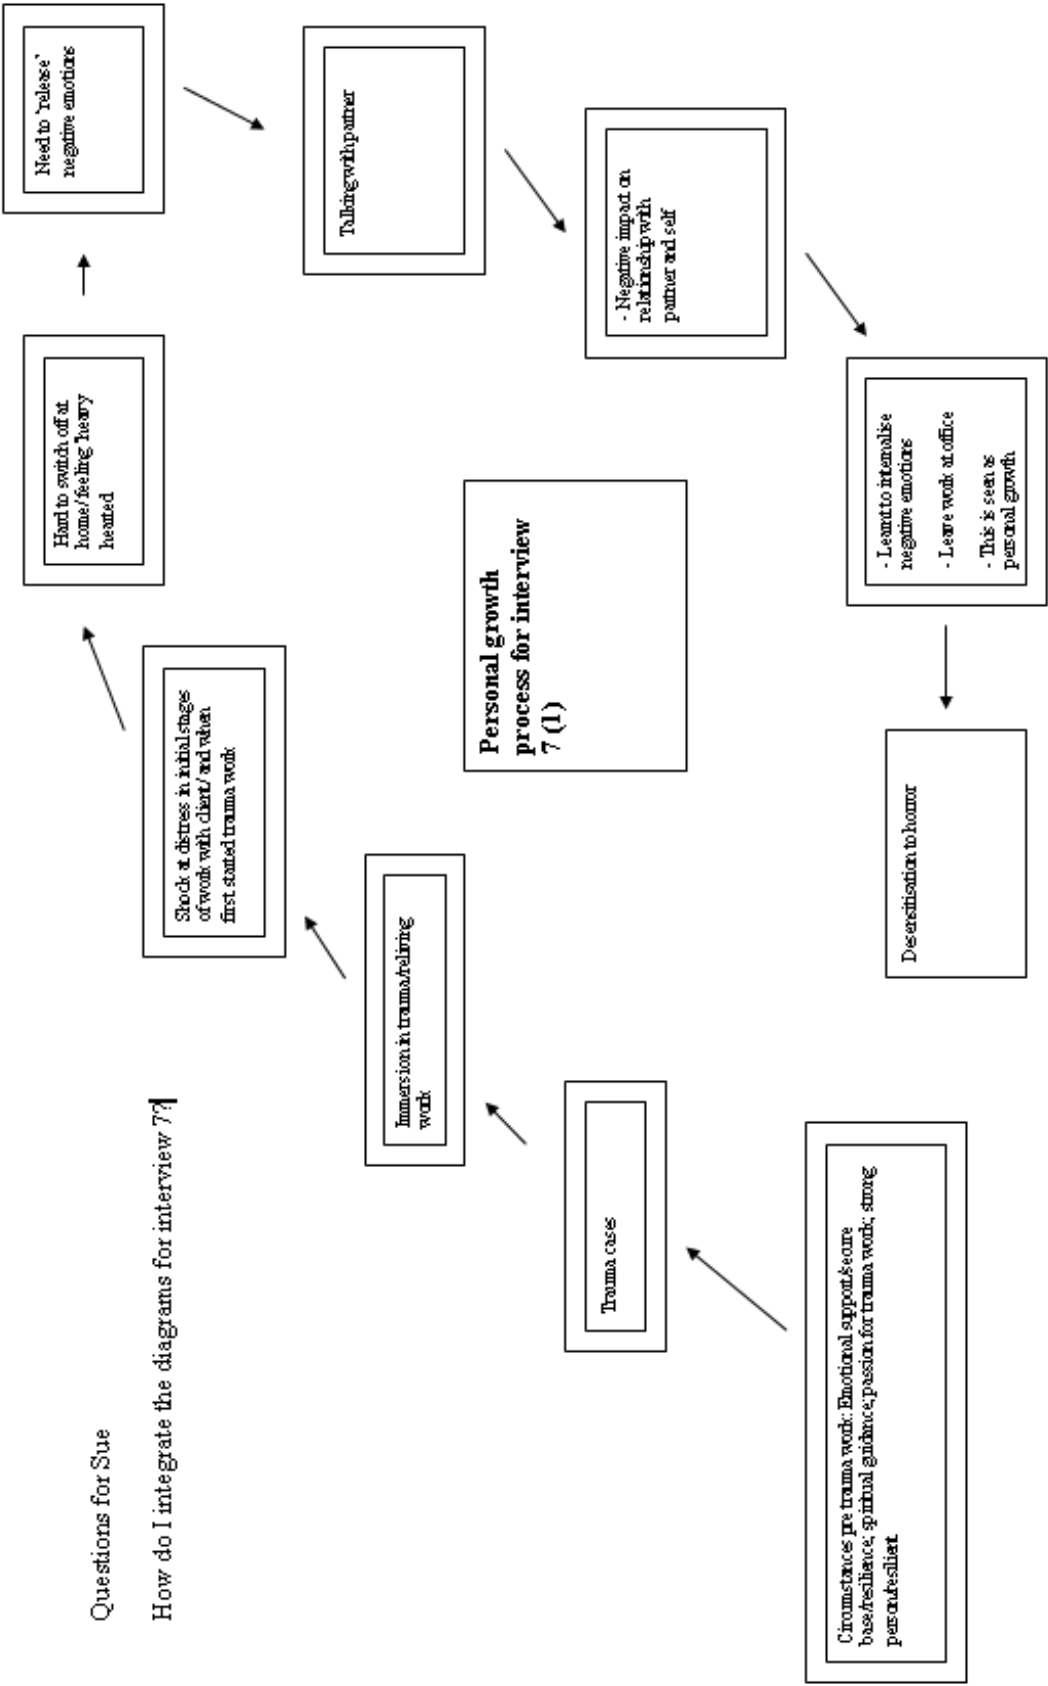 Questions for Sue
How do I integrate the diagrams for interview 7?
Circumstances pre trauma work: Emotional support/secure
base/resilience; spiritual guidance; passion for trauma work; strong
person/resilient
Trauma cases
Immersion in trauma/reliving
work
Shock at distress in initial stages
of work with client/ and when
first started trauma work
Hard to switch off at
home/ feeling 'heavy
hearted
Need to 'release'
negative emotions
Talking with partner
- Negative impact on
relationship with
partner and self
- Learnt to internalise
negative emotions
- Leave work at office
- This is seen as
personal growth
Desensitisation to horror
Personal growth
process for interview
7 (1)